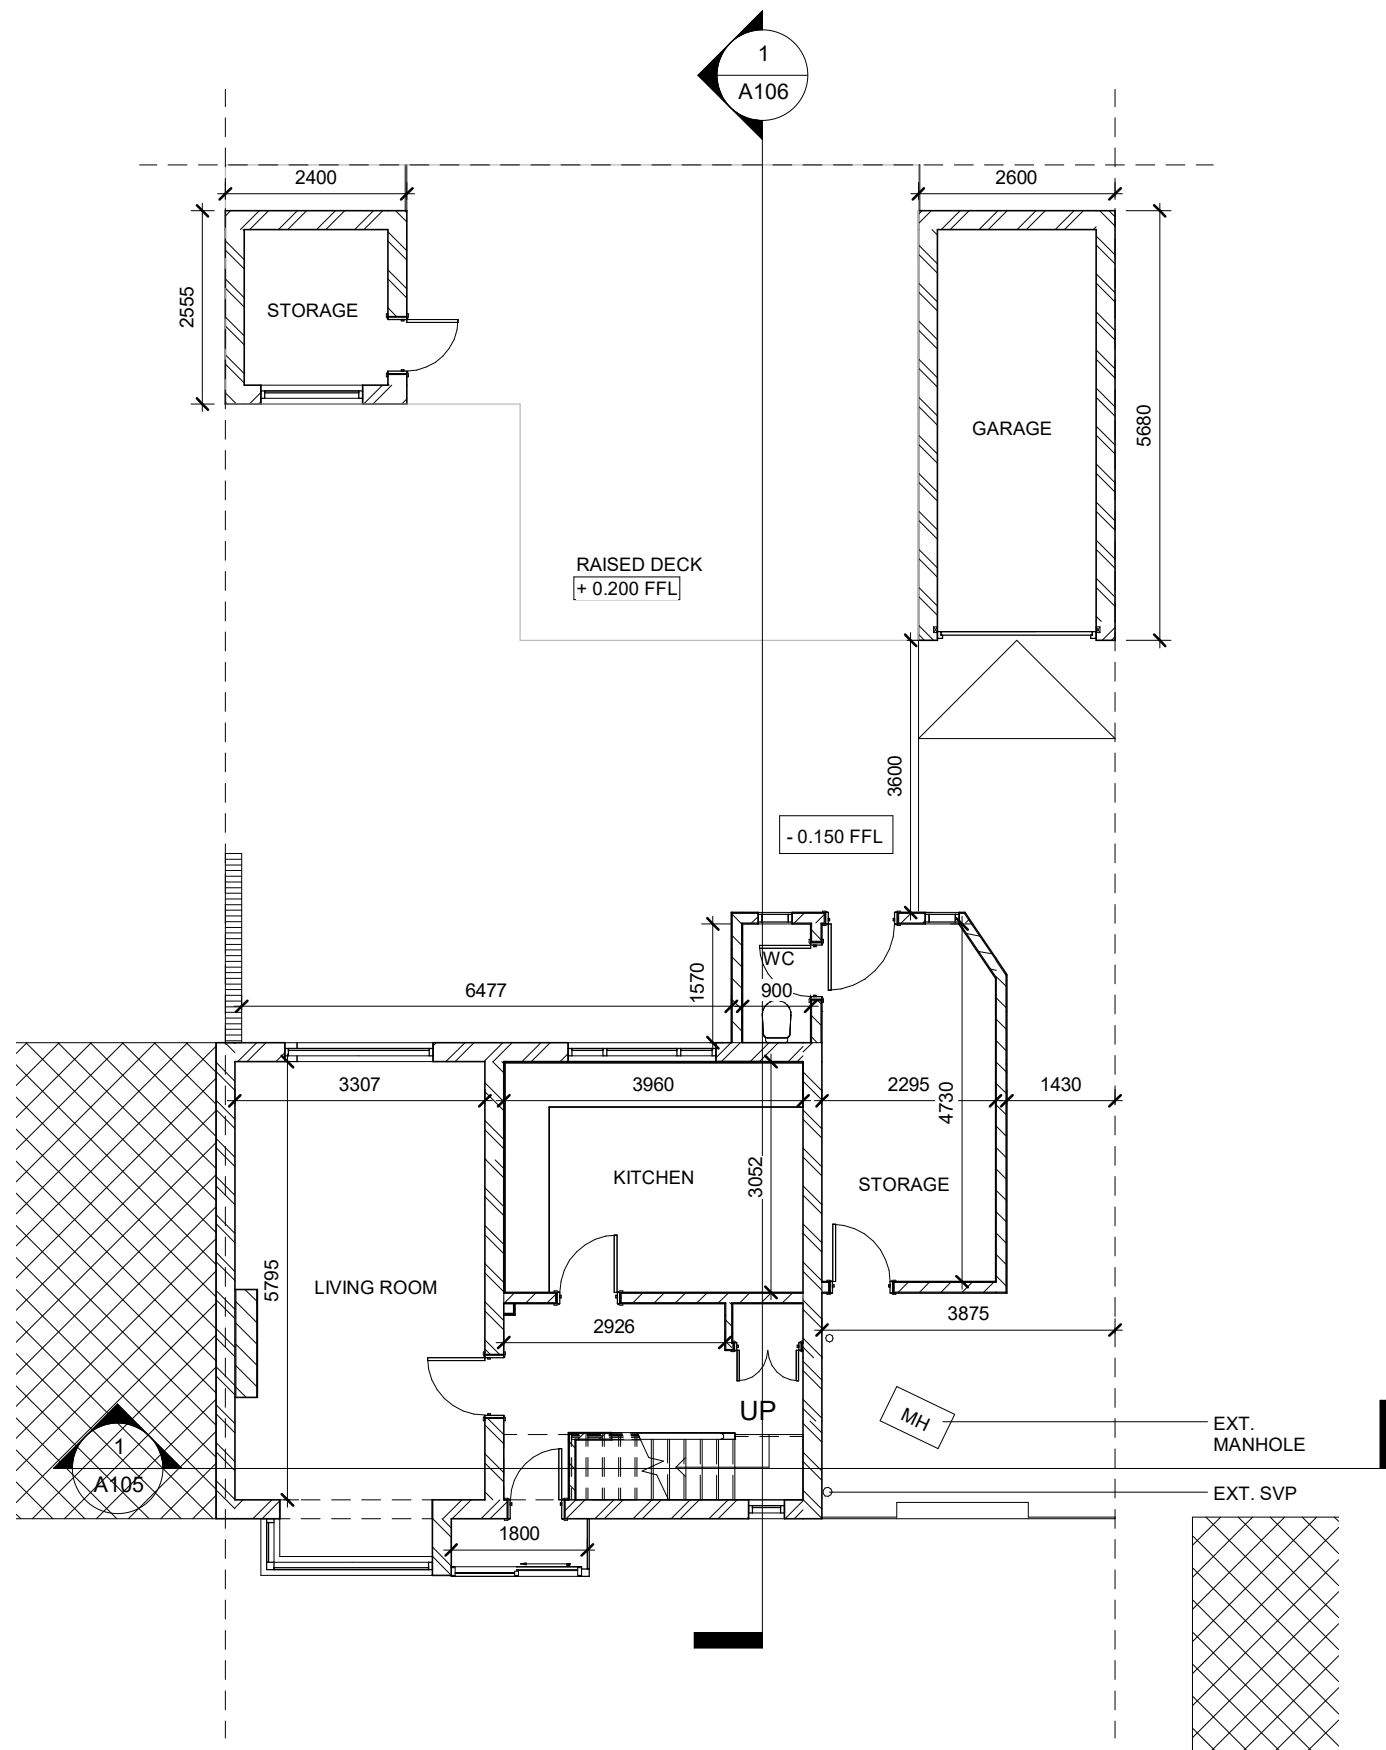 1
A106
2400
2600
2555
STORAGE
GARAGE
5680
RAISED DECK
+ 0.200 FFL
3600
- 0.150 FFL
WC
1570
900
6477
3307
3960
2295
1430
4730
3052
KITCHEN
STORAGE
5795
LIVING ROOM
2926
3875
UP
MH
EXT.
MANHOLE
1
A105
EXT. SVP
1800